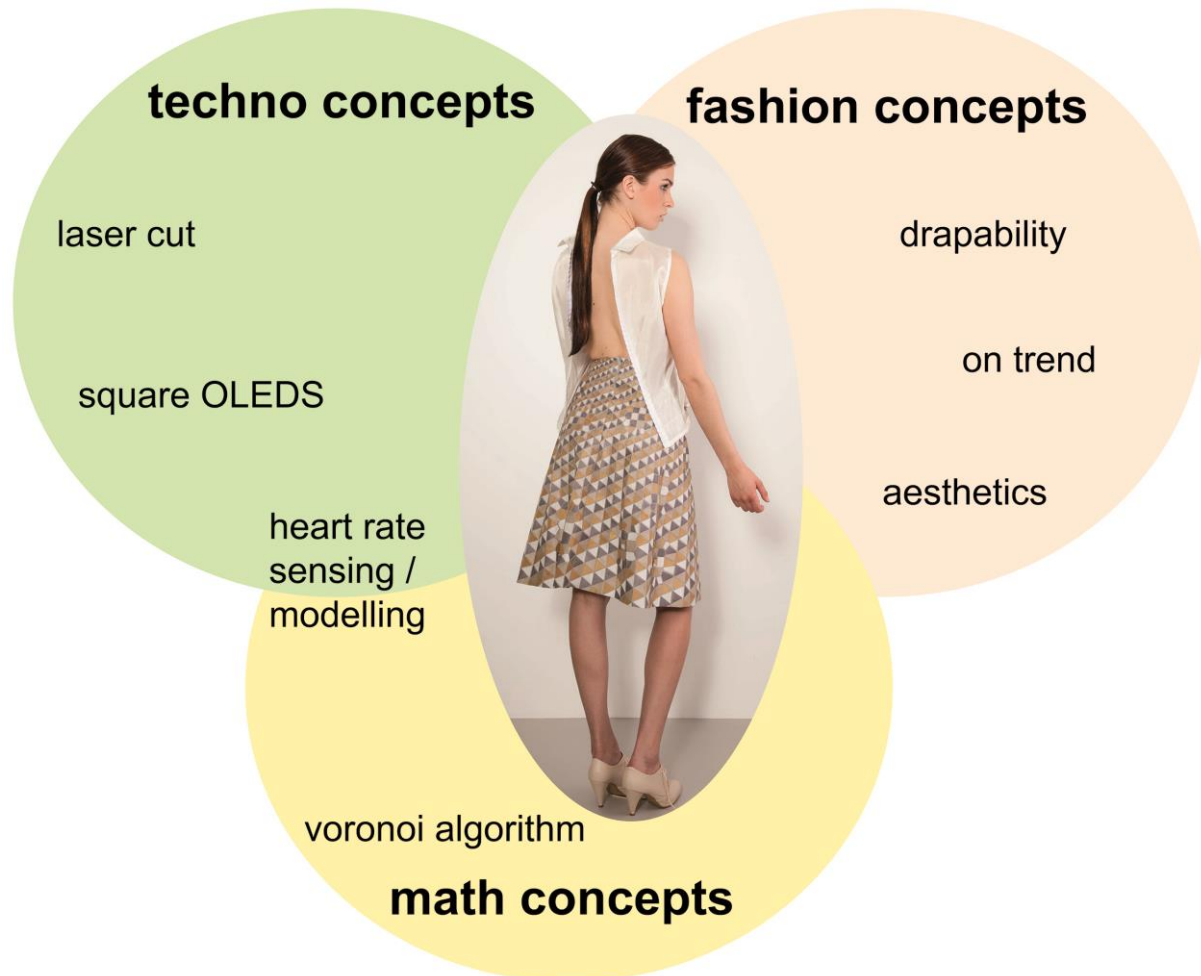 techno concepts
fashion concepts
laser cut
drapability
on trend
square OLEDS
aesthetics
heart rate
sensing /
modelling
voronoi algorithm
math concepts